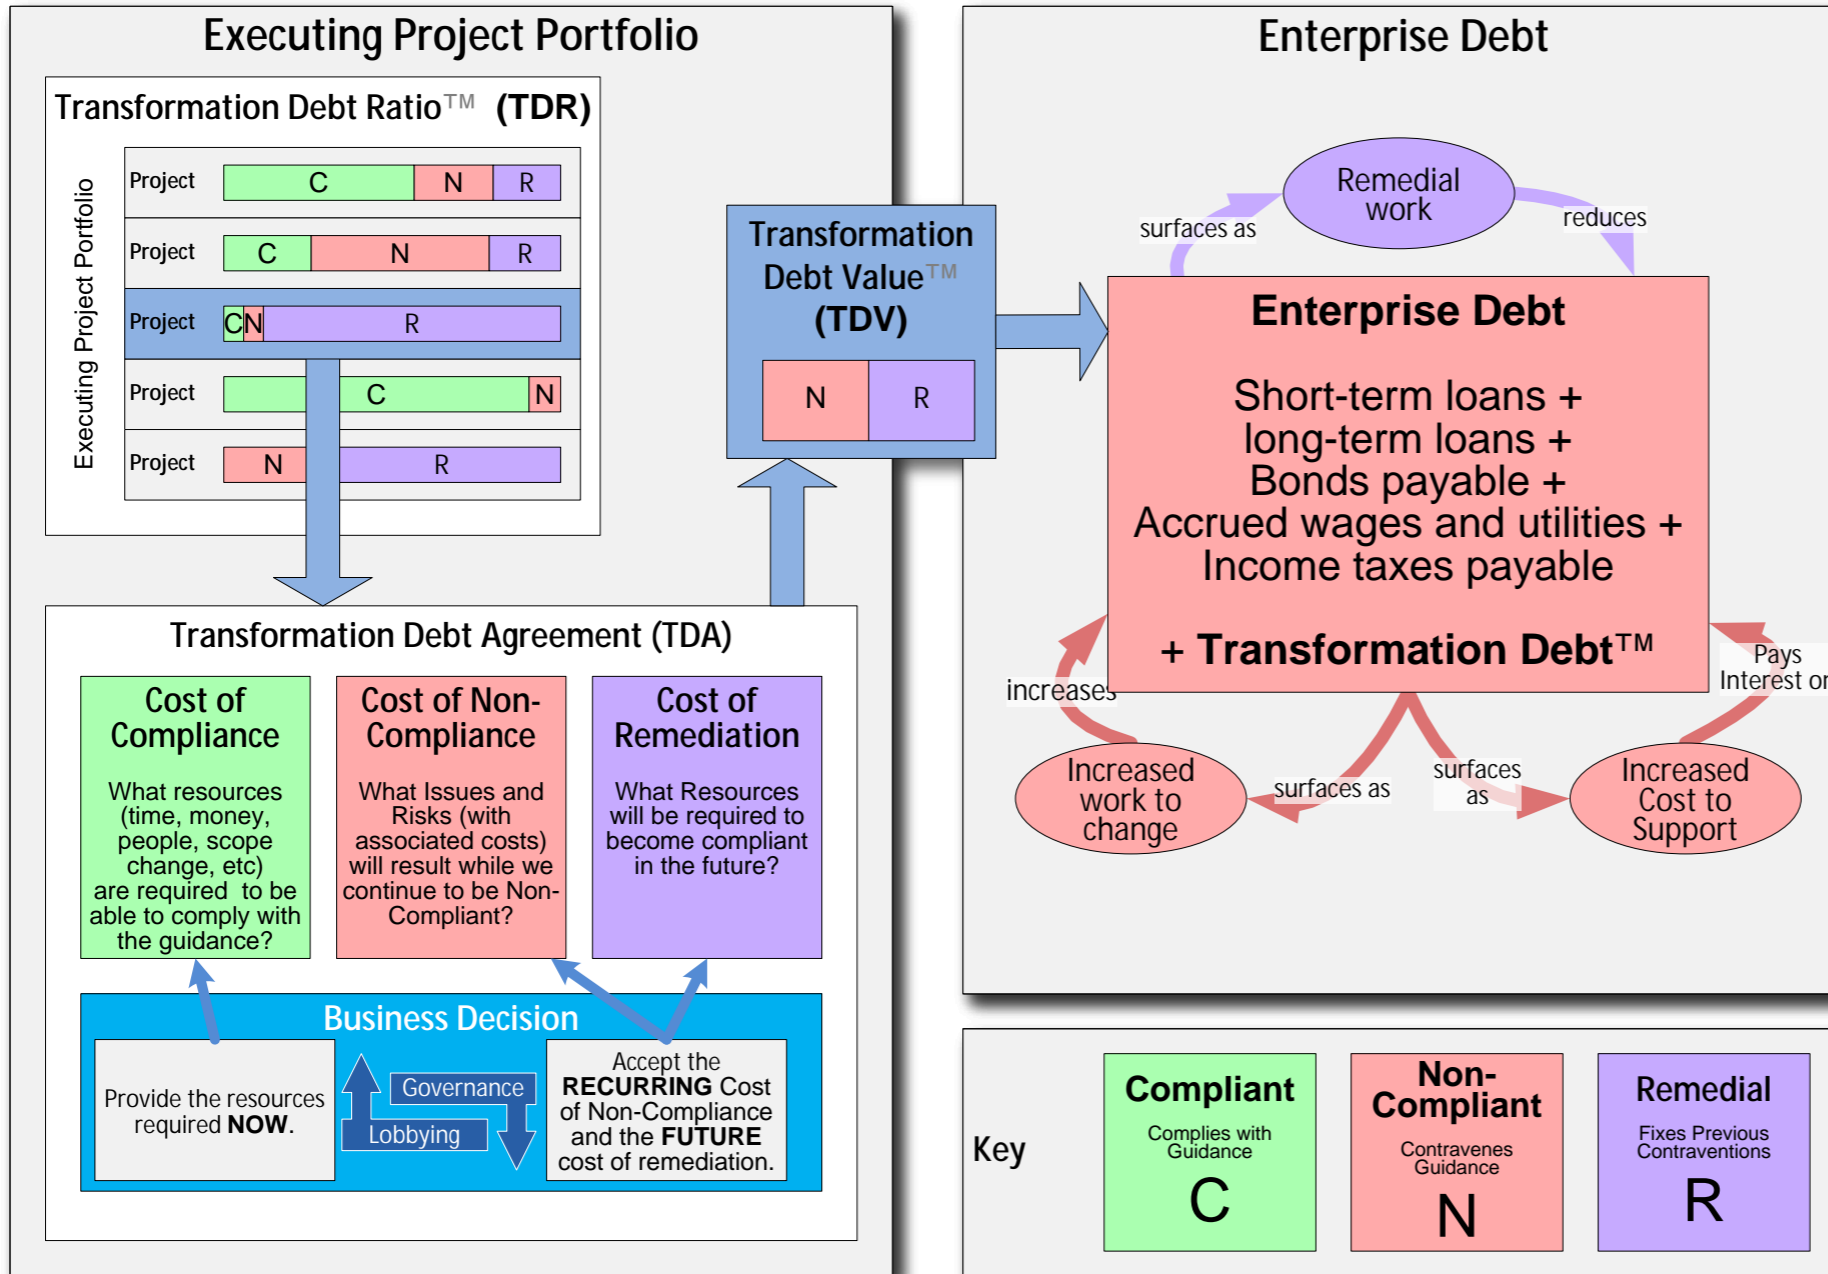 Executing Project Portfolio
Transformation Debt Ratio™ (TDR)
Executing Project Portfolio
Project C N R
Project C N R
Project C N R
Project C N
Project N R
Transformation Debt Agreement (TDA)
Cost of
Compliance
What resources
(time, money,
people, scope
change, etc)
are required to be
able to comply with
the guidance?
Cost of Non-
Compliance
What Issues and
Risks (with
associated costs)
will result while we
continue to be Non-
Compliant?
Cost of
Remediation
What Resources
will be required to
become compliant
in the future?
Business Decision
Provide the resources
required NOW.
Governance
Lobbying
Accept the
RECURRING Cost
of Non-Compliance
and the FUTURE
cost of remediation.
Transformation
Debt Value™
(TDV)
N R
Enterprise Debt
Remedial
work
surfaces as
reduces
Enterprise Debt
Short-term loans +
long-term loans +
Bonds payable +
Accrued wages and utilities +
Income taxes payable
+ Transformation Debt™
increases
Pays
Interest on
surfaces as
surfaces
as
Increased
work to
change
Increased
Cost to
Support
Key
Compliant
Complies with
Guidance
C
Non-
Compliant
Contravenes
Guidance
N
Remedial
Fixes Previous
Contraventions
R